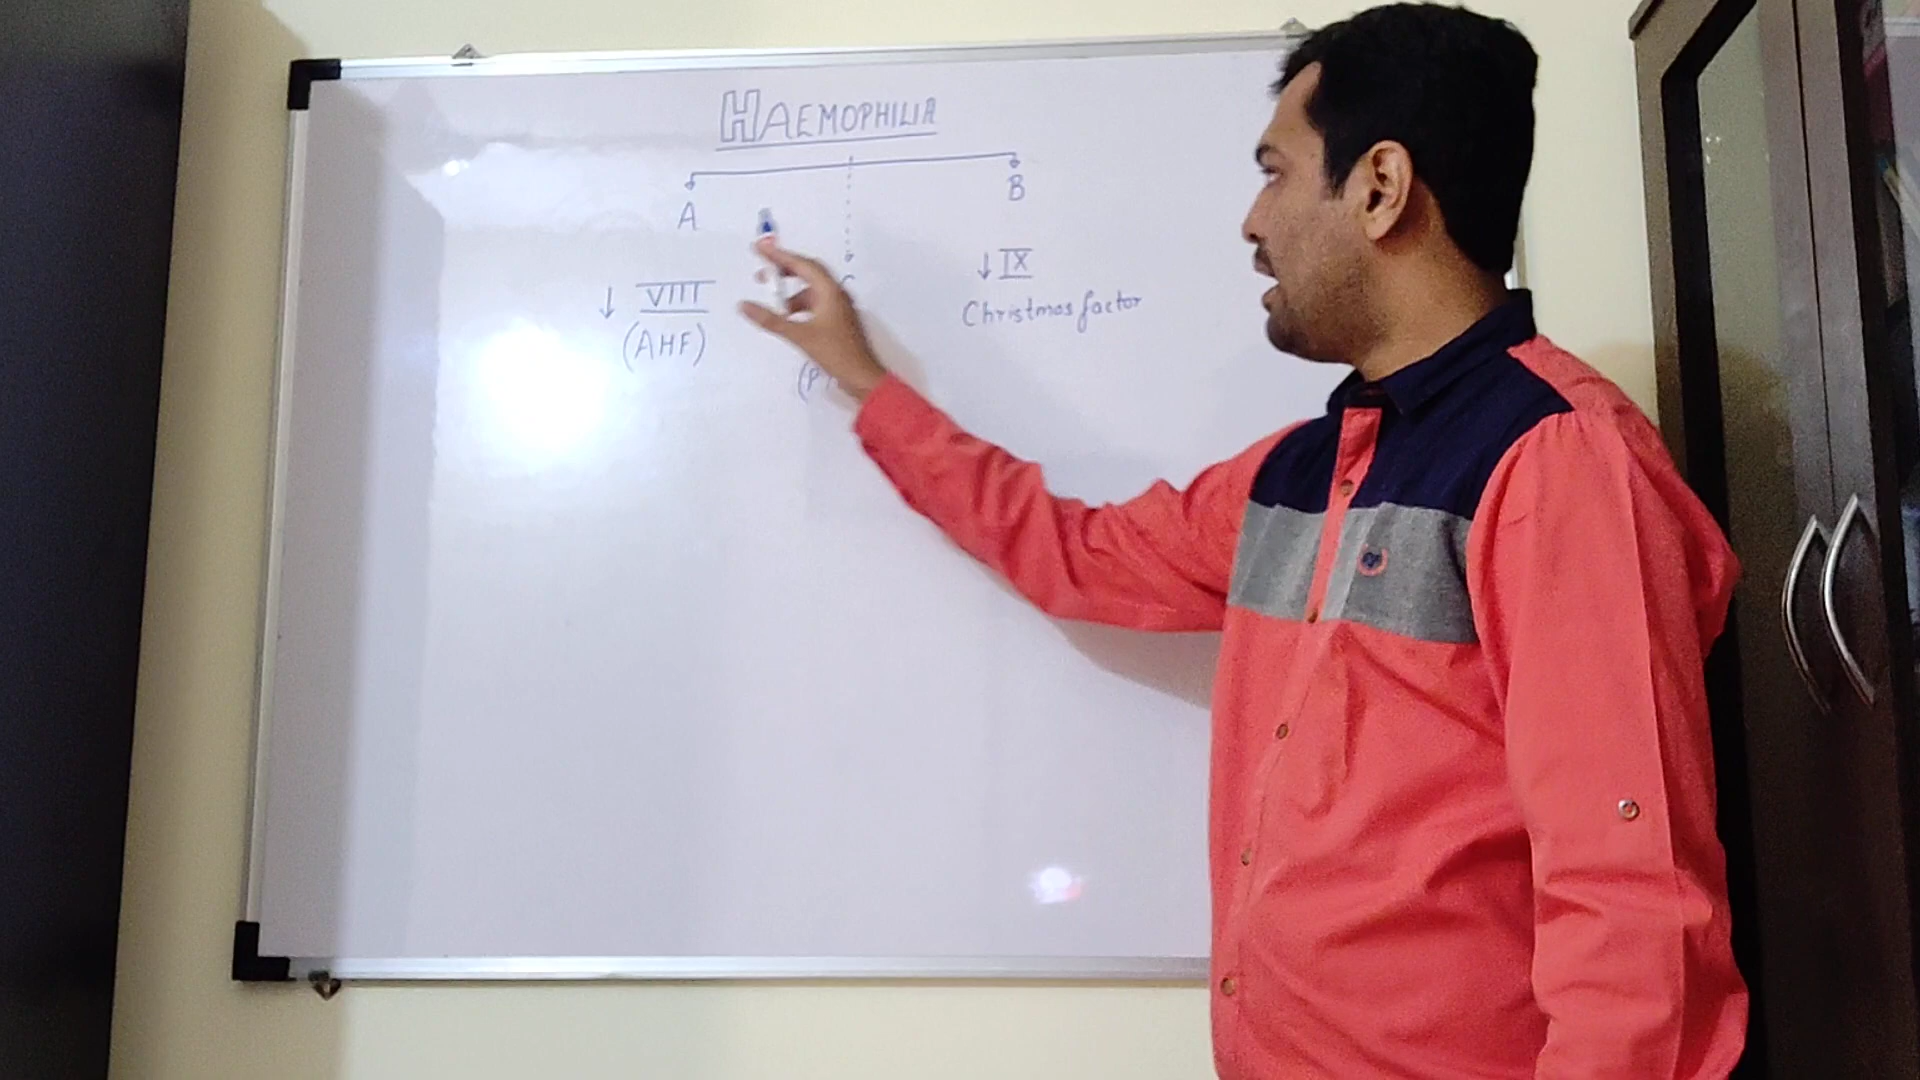 HAEMOPHILIA
A
B
C
↓ VIII
(AHF)
↓ IX
Christmas factor